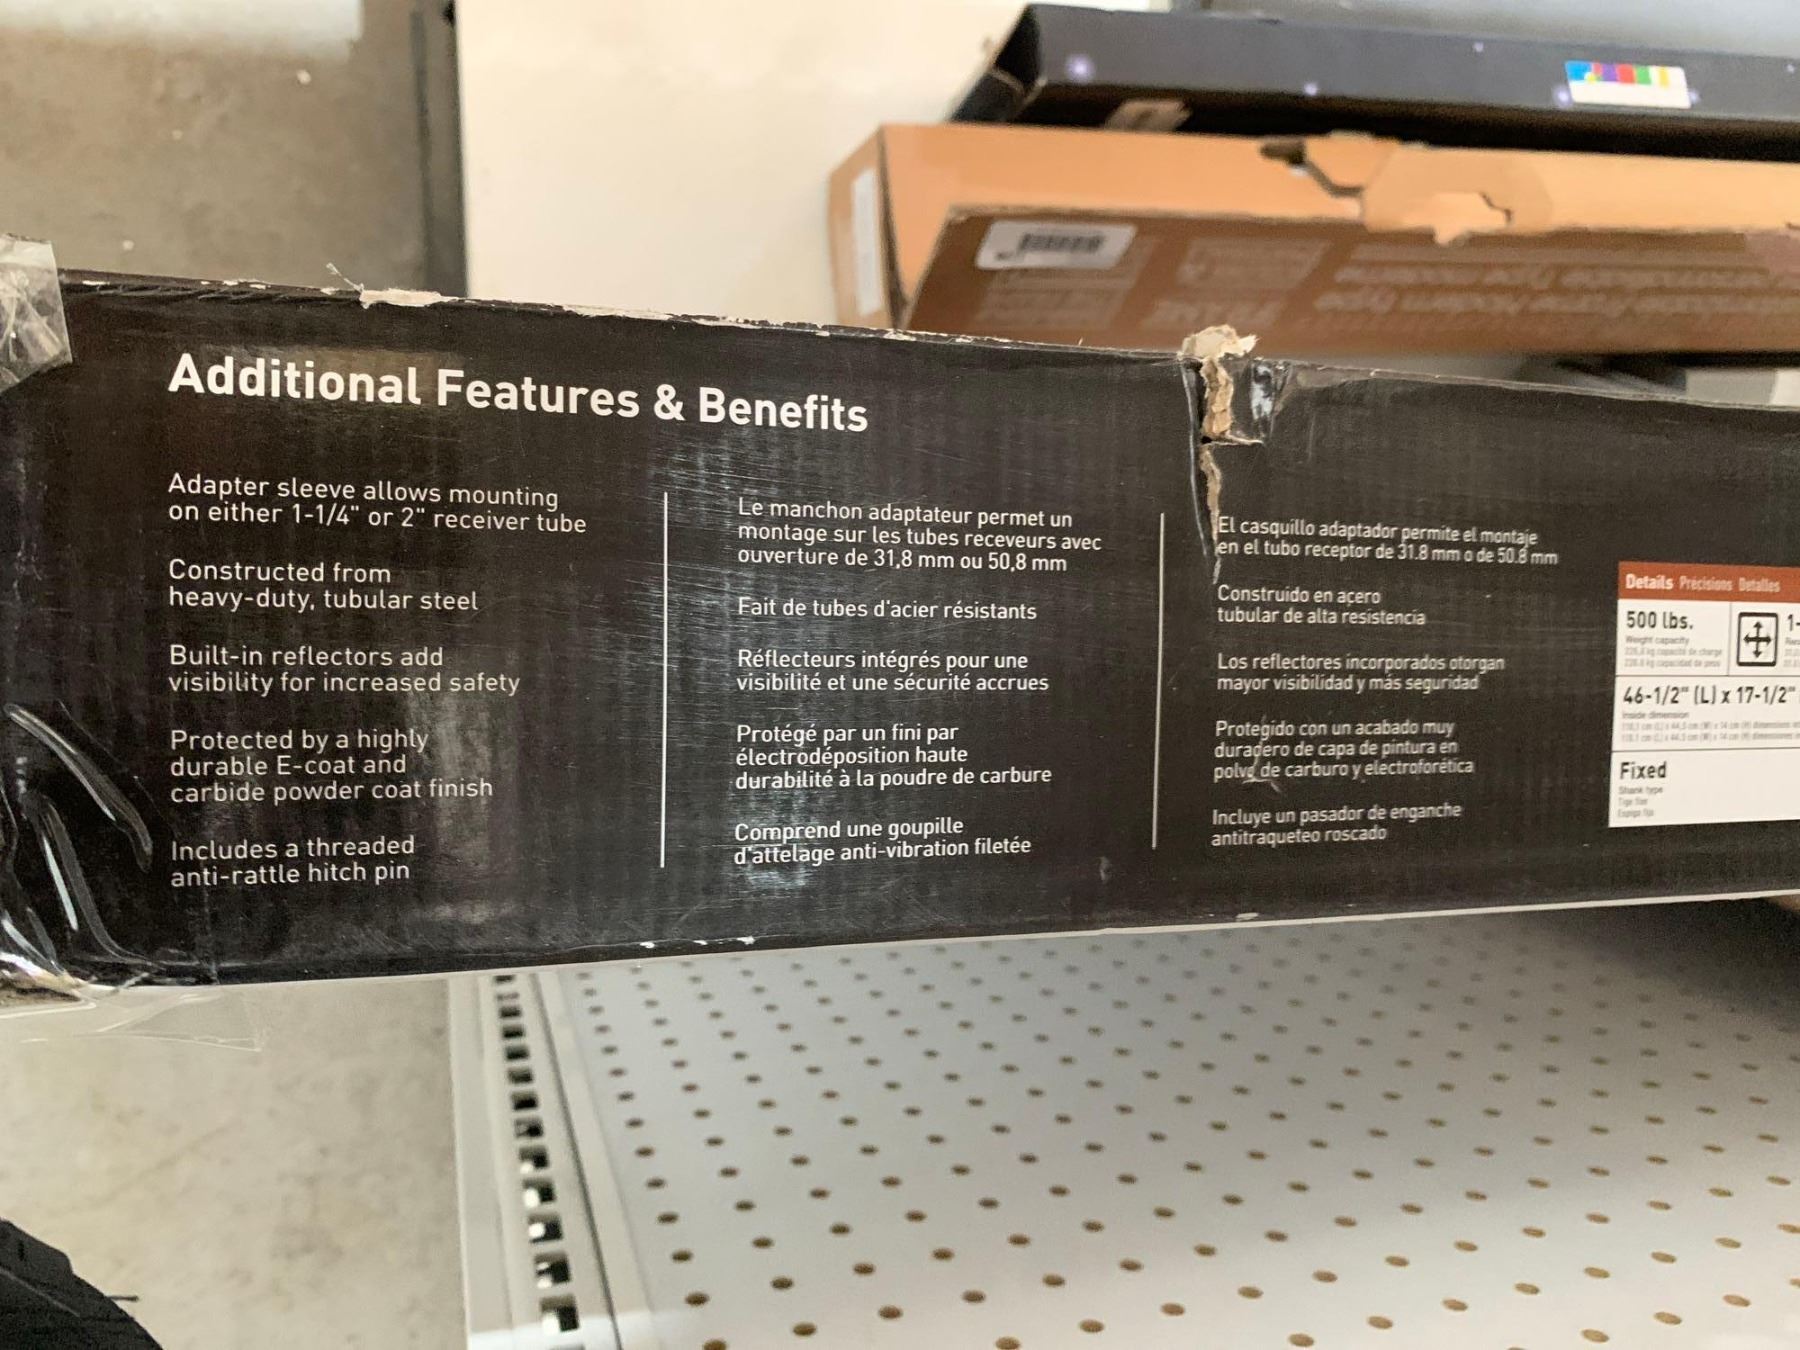 Additional Features & Benefits
Adapter sleeve allows mounting
on either 1-1/4" or 2" receiver tube
Constructed from
heavy-duty, tubular steel
Built-in reflectors add
visibility for increased safety
Protected by a highly
durable E-coat and
carbide powder coat finish
Includes a threaded
anti-rattle hitch pin
Le manchon adaptateur permet un
montage sur les tubes receveurs avec
ouverture de 31,8 mm ou 50,8 mm
Fait de tubes d'acier résistants
Réflecteurs intégrés pour une
visibilité et une sécurité accrues
Protégé par un fini par
électrodéposition haute
durabilité à la poudre de carbure
Comprend une goupille
d'attelage anti-vibration filetée
El casquillo adaptador permite el montaje
en el tubo receptor de 31.8 mm o de 50.8 mm
Construido en acero
tubular de alta resistencia
Los reflectores incorporados otorgan
mayor visibilidad y más seguridad
Protegido con un acabado muy
duradero de capa de pintura en
polvo de carburo y electroforética
Incluye un pasador de enganche
antitraqueteo roscado
Details Précisions Detalles
500 lbs.
Weight capacity
1-
46-1/2" (L) x 17-1/2"
Inside dimension
Fixed
Shank type